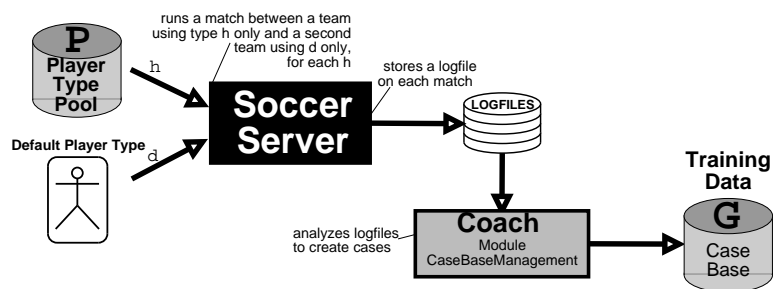 runs a match between a team
using type h only and a second
team using d only,
for each h
P
Player
Type
Pool
h
Soccer
Server
stores a logfile
on each match
LOGFILES
Default Player Type
d
Training
Data
analyzes logfiles
to create cases
Coach
Module
CaseBaseManagement
G
Case
Base